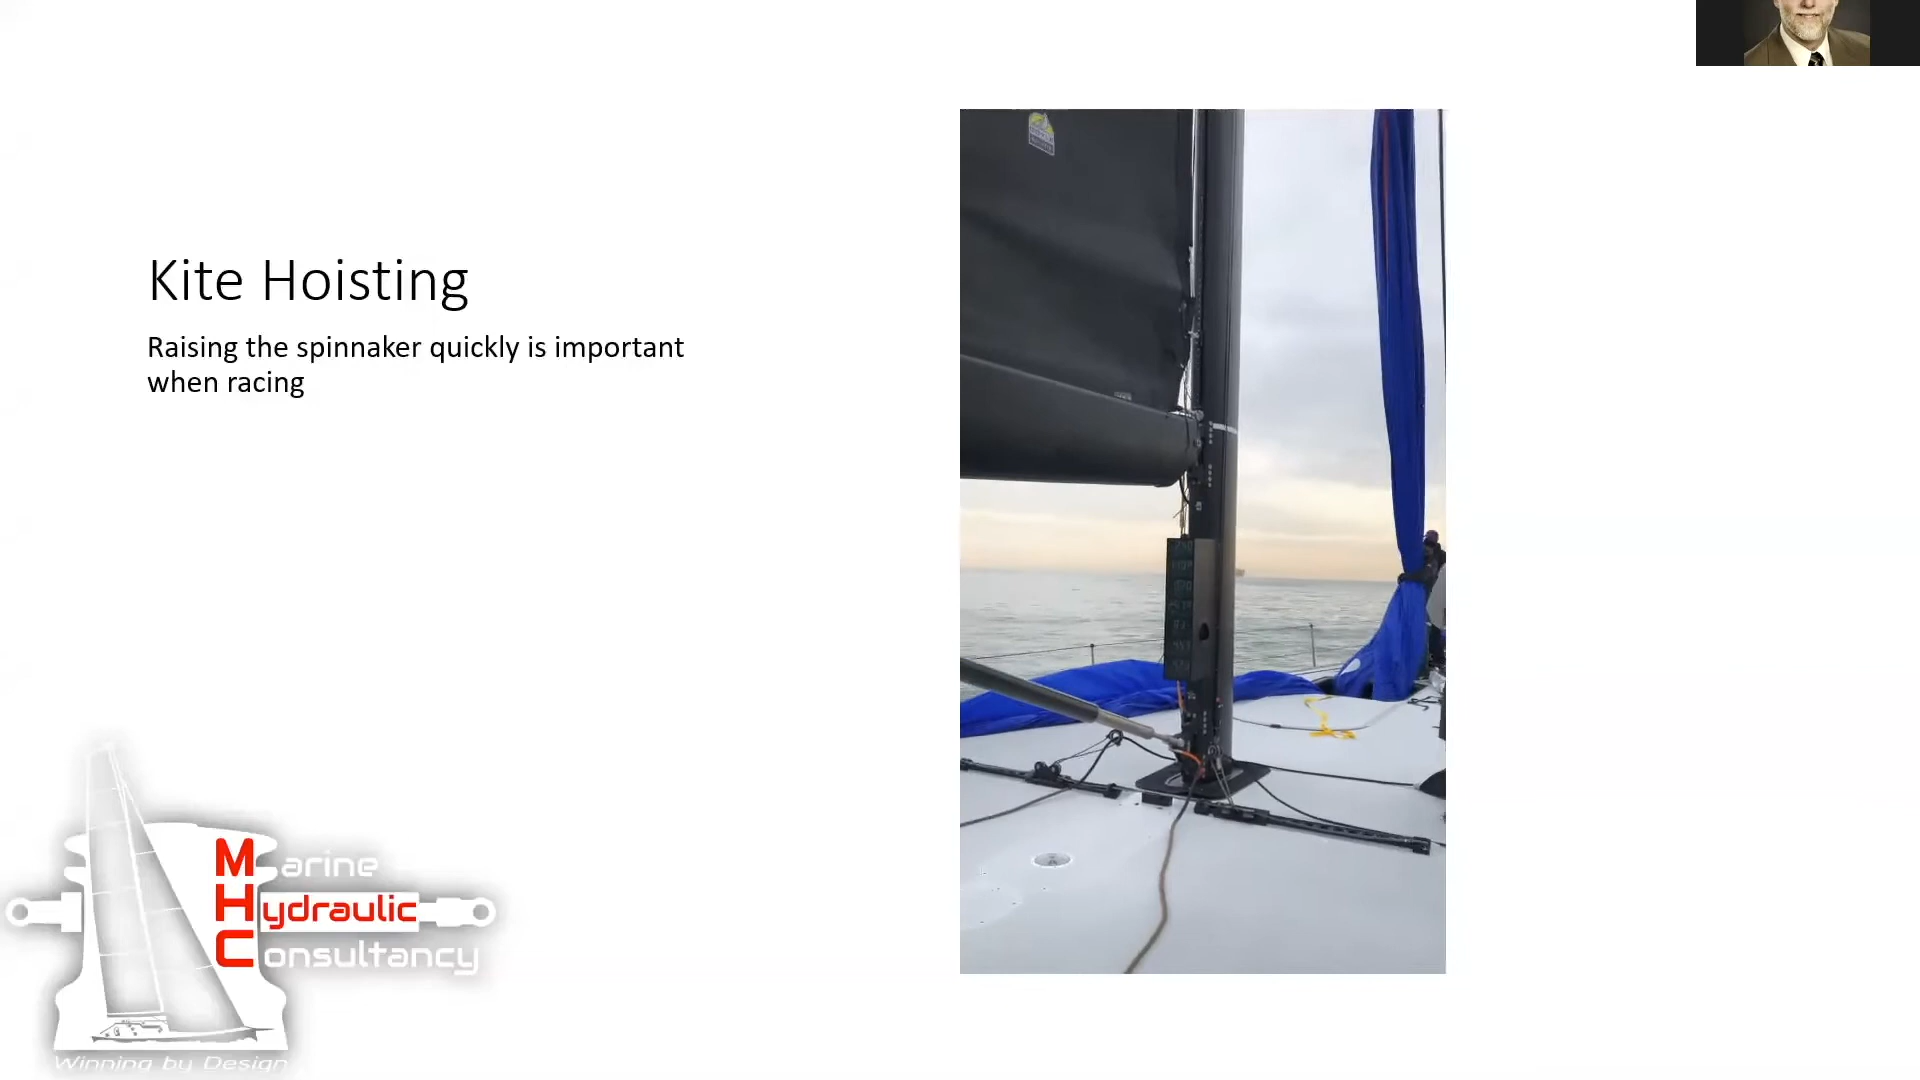 Kite Hoisting
Raising the spinnaker quickly is important
when racing
Marine
Hydraulic
Consultancy
Winning by Design